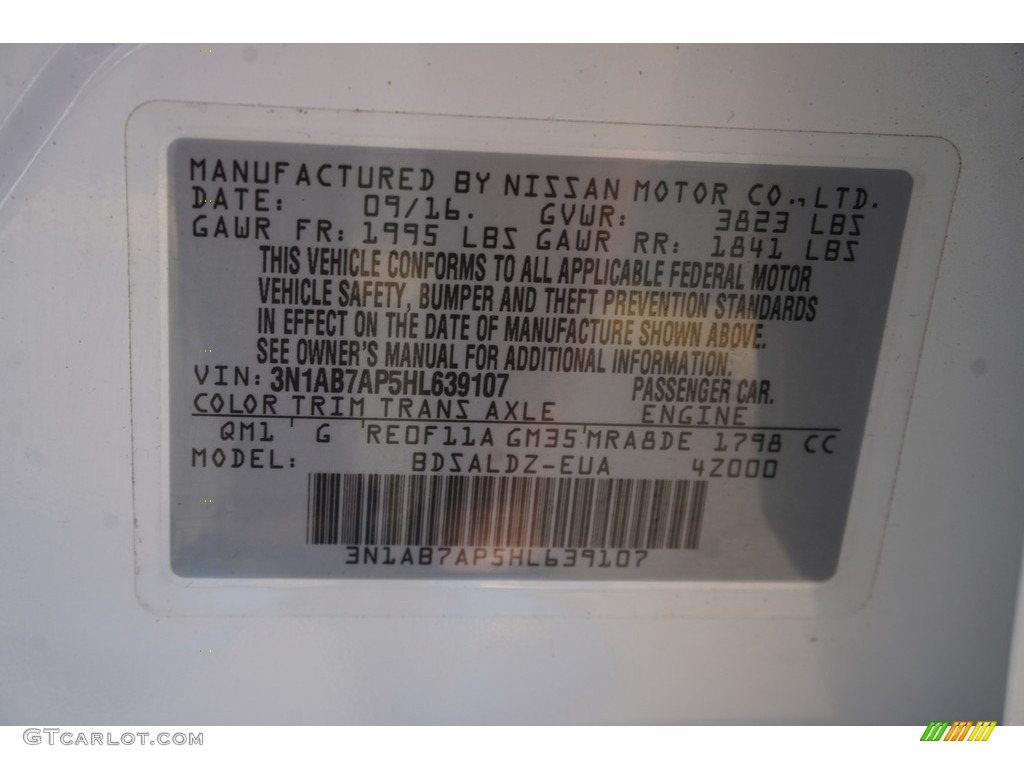 MANUFACTURED BY NISSAN MOTOR CO., LTD.
DATE: 09/16. GVWR: 3823 LBS
GAWR FR: 1995 LBS GAWR RR: 1841 LBS
THIS VEHICLE CONFORMS TO ALL APPLICABLE FEDERAL MOTOR
VEHICLE SAFETY, BUMPER AND THEFT PREVENTION STANDARDS
IN EFFECT ON THE DATE OF MANUFACTURE SHOWN ABOVE.
SEE OWNER'S MANUAL FOR ADDITIONAL INFORMATION.
VIN: 3N1AB7AP5HL639107 PASSENGER CAR.
COLOR TRIM TRANS AXLE ENGINE
QM1 G RE0F11A GM35 MRA8DE 1798 CC
MODEL: BDSALDZ-EUA 4Z000
3N1AB7AP5HL639107
GTCARLOT.COM